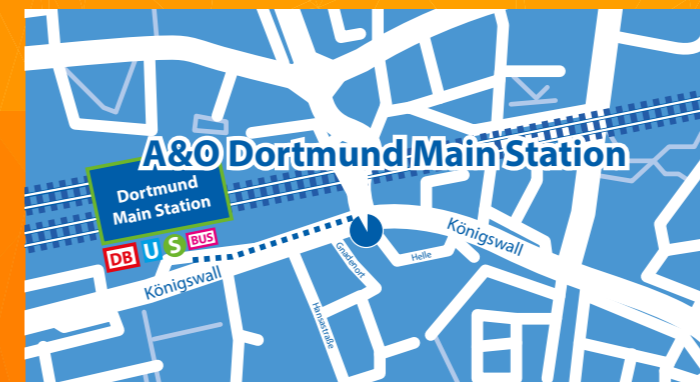 A&O Dortmund Main Station
Dortmund
Main Station
DB U S BUS
Königswall
Königswall
Gnadenort
Helle
Hansastraße